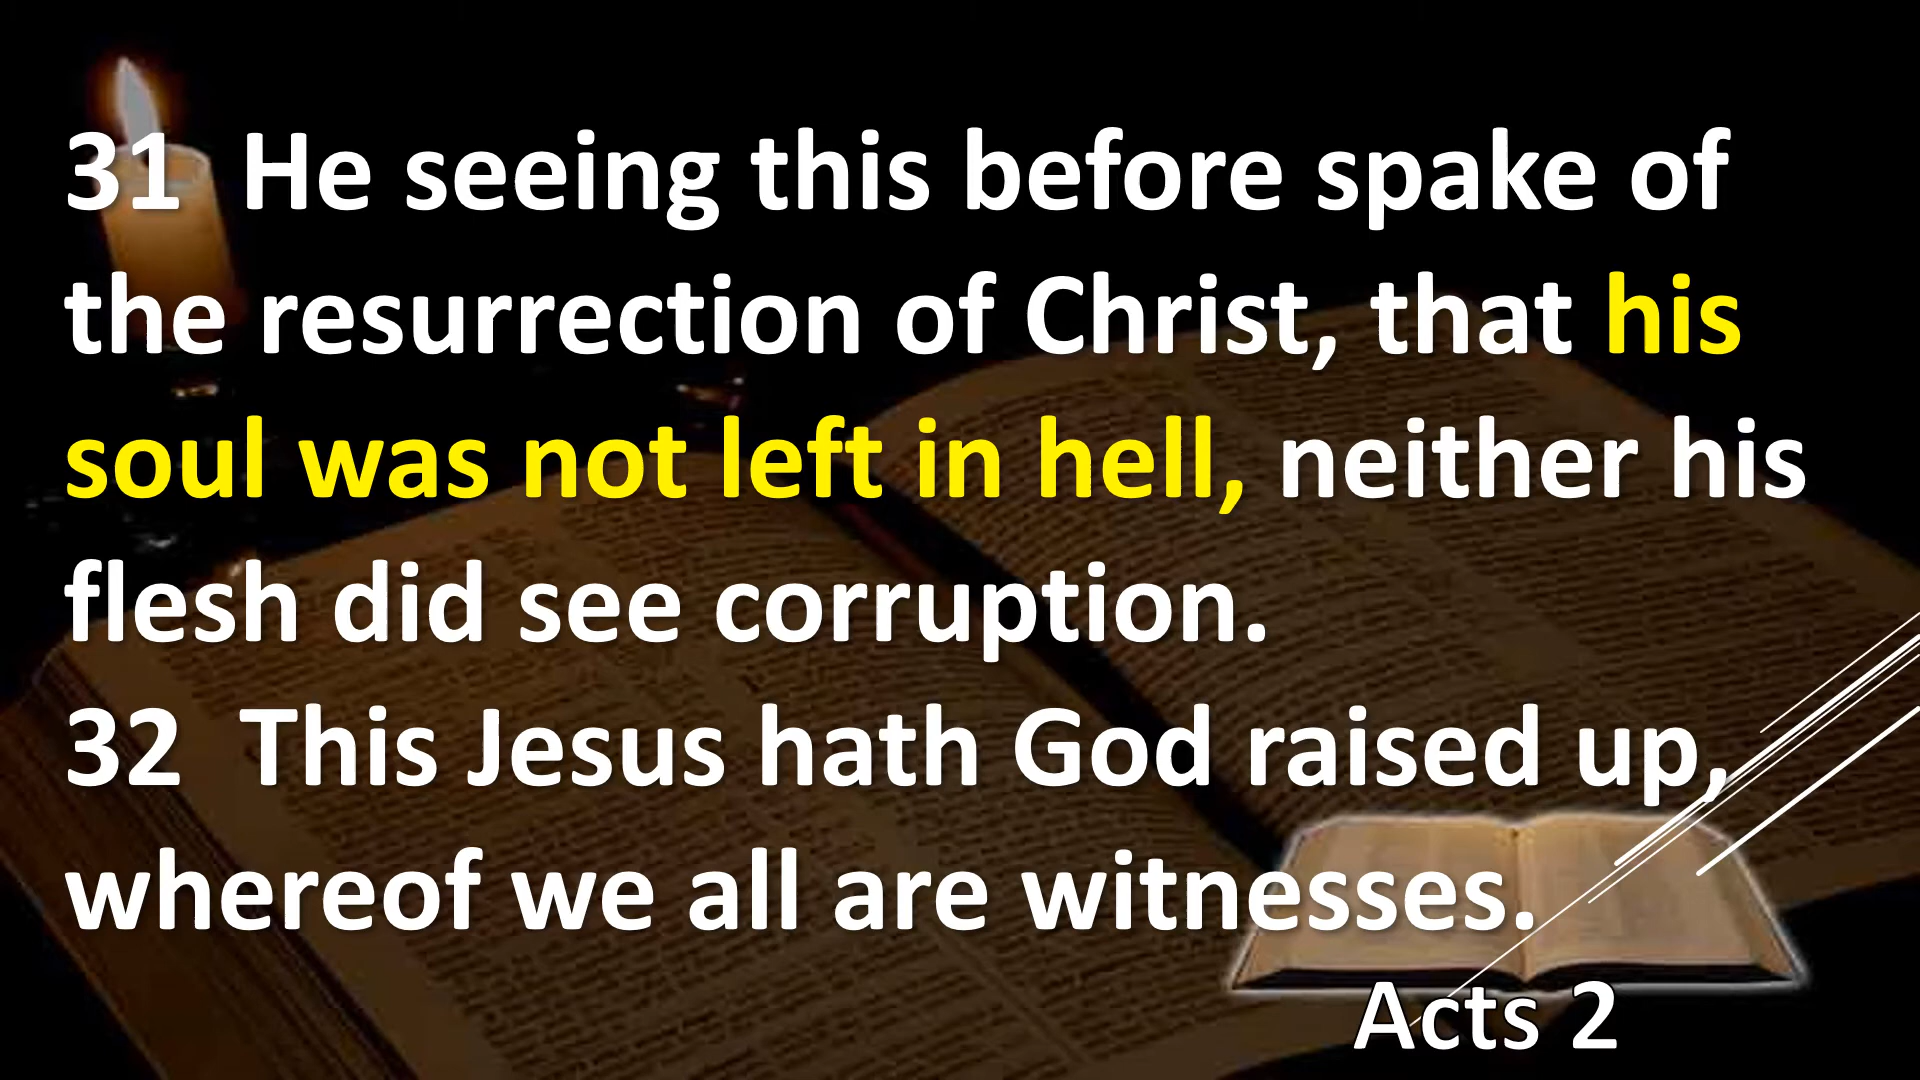 31  He seeing this before spake of
the resurrection of Christ, that his
soul was not left in hell, neither his
flesh did see corruption.
32  This Jesus hath God raised up,
whereof we all are witnesses.
Acts 2